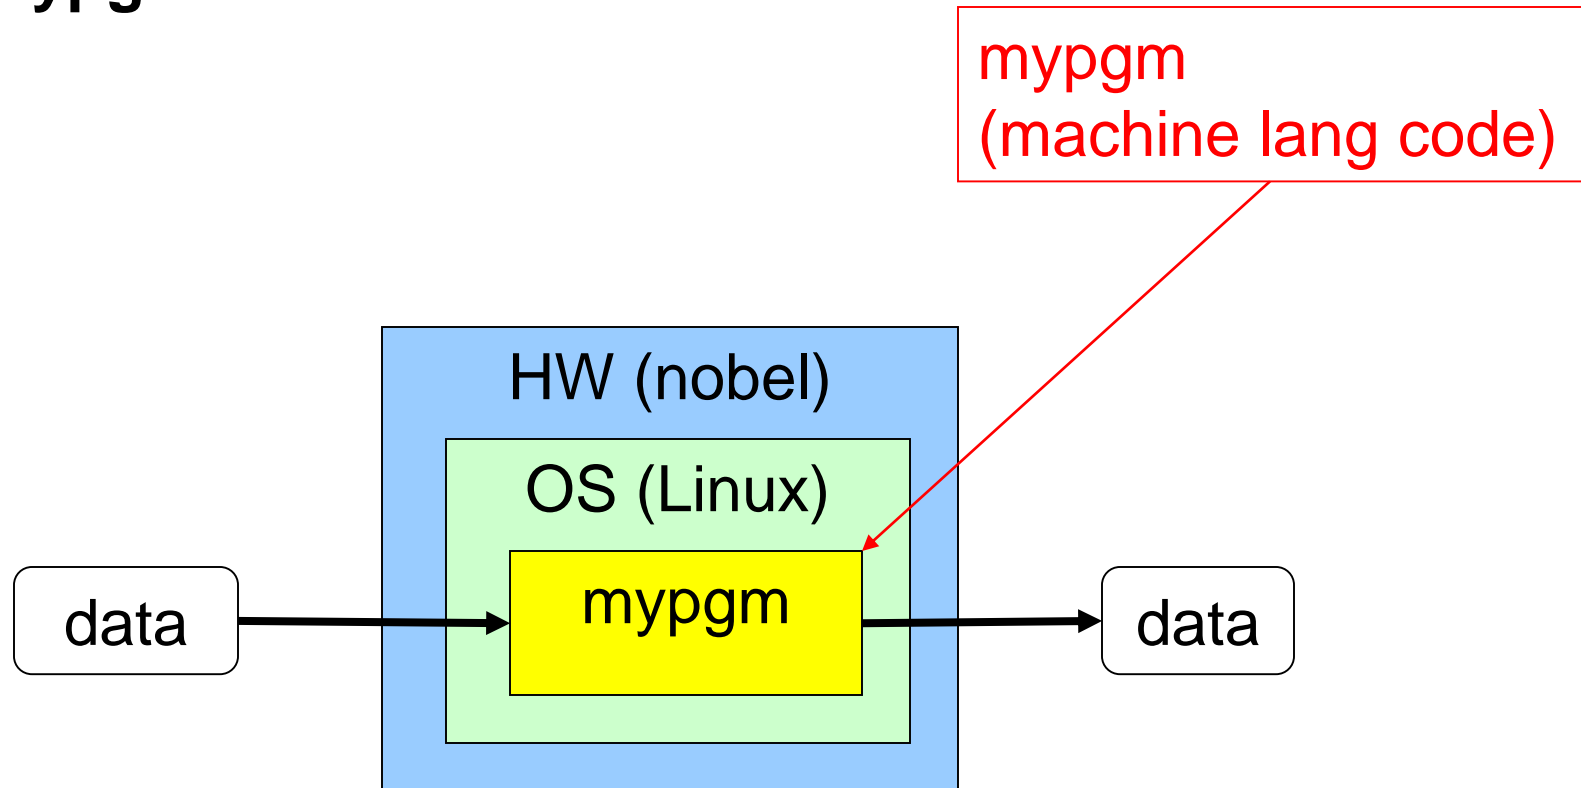 mypgm
(machine lang code)
HW (nobel)
OS (Linux)
mypgm
data
data